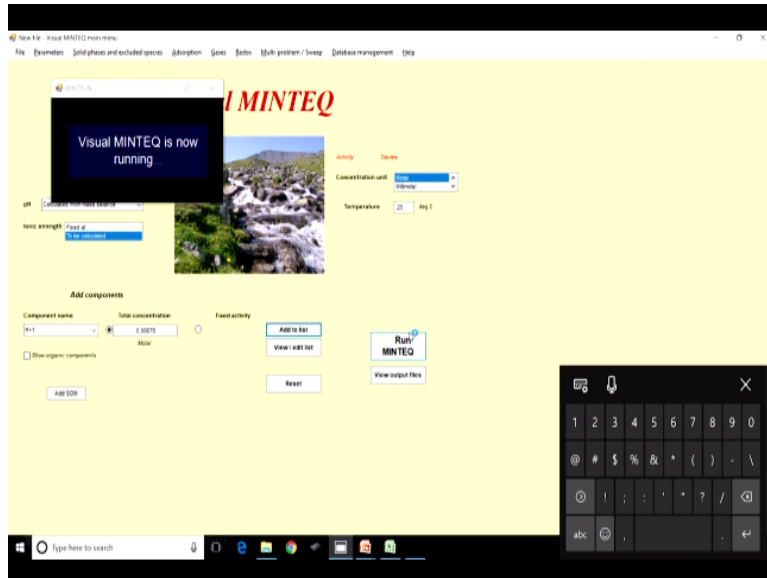 New file - Visual MINTEQ main menu
File Parameters Solid phases and excluded species Adsorption Gases Redox Multi-problem / Sweep Database management Help
l MINTEQ
Visual MINTEQ is now
running...
Activity Davies
Concentration unit Molal
Millimolal
pH Calculated from mass balance
Temperature 25 deg C
Ionic strength Fixed at
To be calculated
Add components
Component name Total concentration Fixed activity
H+1 0.00078 Add to list
Molal
Show organic components
View / edit list
Run
MINTEQ
View output files
Reset
Add SOM
1 2 3 4 5 6 7 8 9 0
@ # $ % & * ( ) - \
! ; : ' " ? /
abc , .
Type here to search